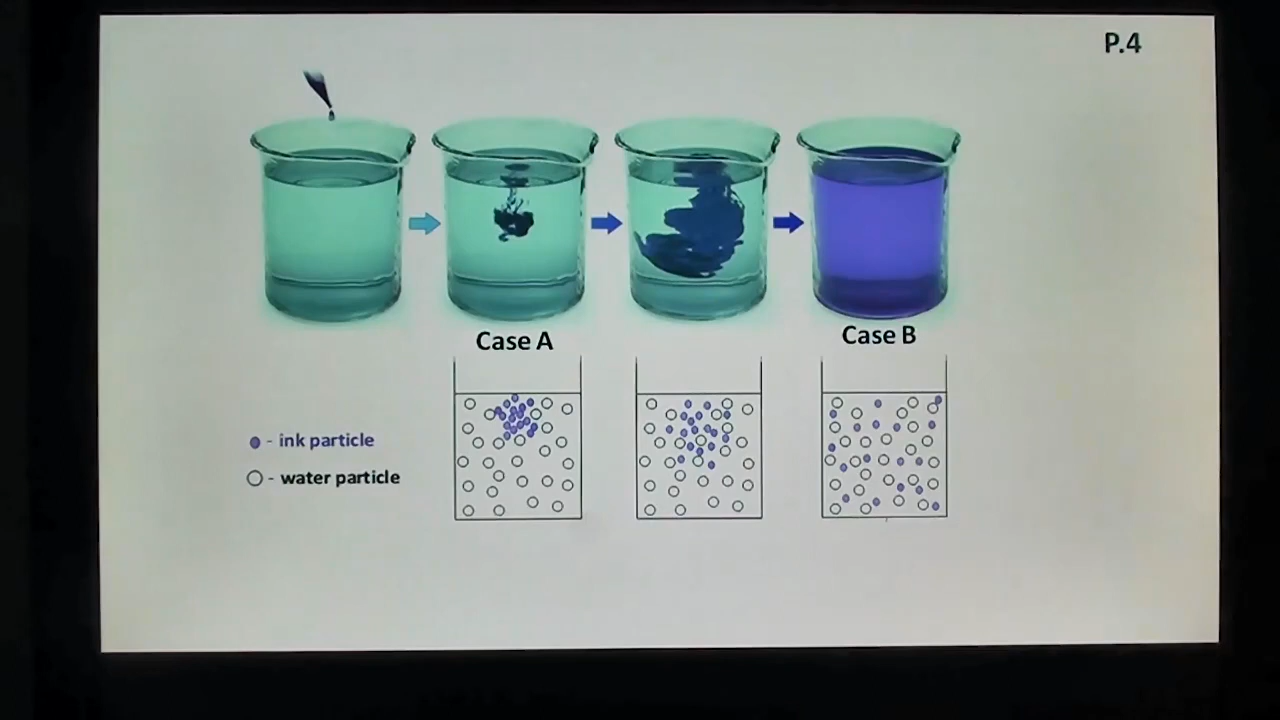 P.4
Case A
Case B
- ink particle
- water particle